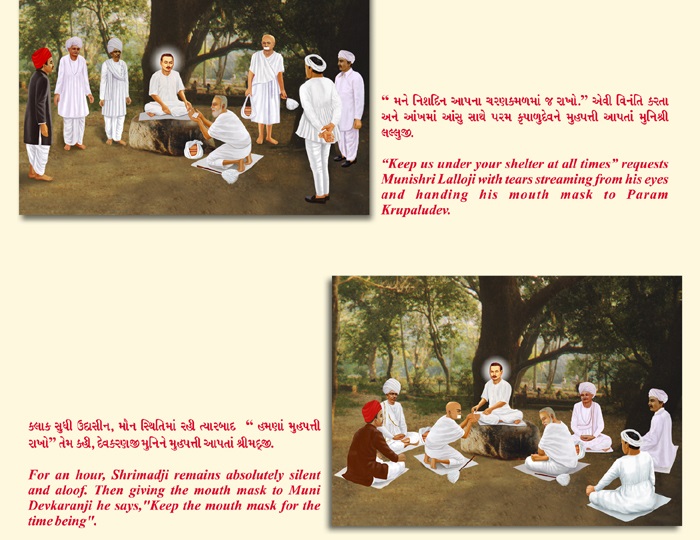 “ મને નિશદિન આપના ચરણકમળમાં જ રાખો.” એવી વિનંતિ કરતા
અને આંખમાં આંસુ સાથે પરમ કૃપાળુદેવને મુહપત્તી આપતાં મુનિશ્રી
લલ્લુજી.
“Keep us under your shelter at all times” requests
Munishri Lalloji with tears streaming from his eyes
and handing his mouth mask to Param
Krupaludev.
કલાક સુધી ઉદાસીન, મૌન સ્થિતિમાં રહી ત્યારબાદ “ હમણાં મુહપત્તી
રાખો” તેમ કહી, દેવકરણજી મુનિને મુહપત્તી આપતાં શ્રીમદ્જી.
For an hour, Shrimadji remains absolutely silent
and aloof. Then giving the mouth mask to Muni
Devkaranji he says,"Keep the mouth mask for the
time being".